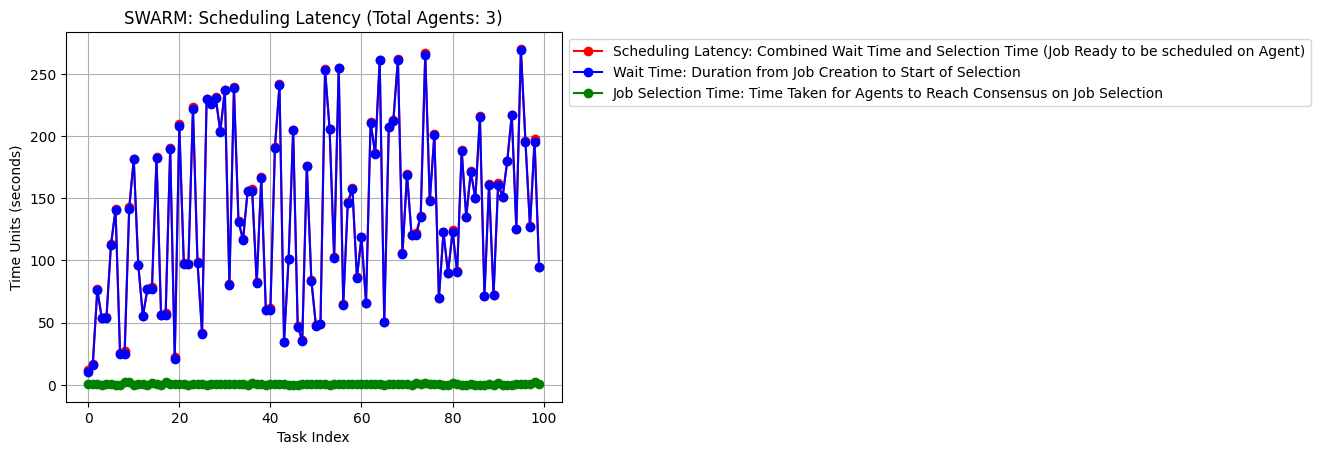 SWARM: Scheduling Latency (Total Agents: 3)
Scheduling Latency: Combined Wait Time and Selection Time (Job Ready to be scheduled on Agent)
Wait Time: Duration from Job Creation to Start of Selection
Job Selection Time: Time Taken for Agents to Reach Consensus on Job Selection
Time Units (seconds)
250
200
150
100
50
0
0 20 40 60 80 100
Task Index